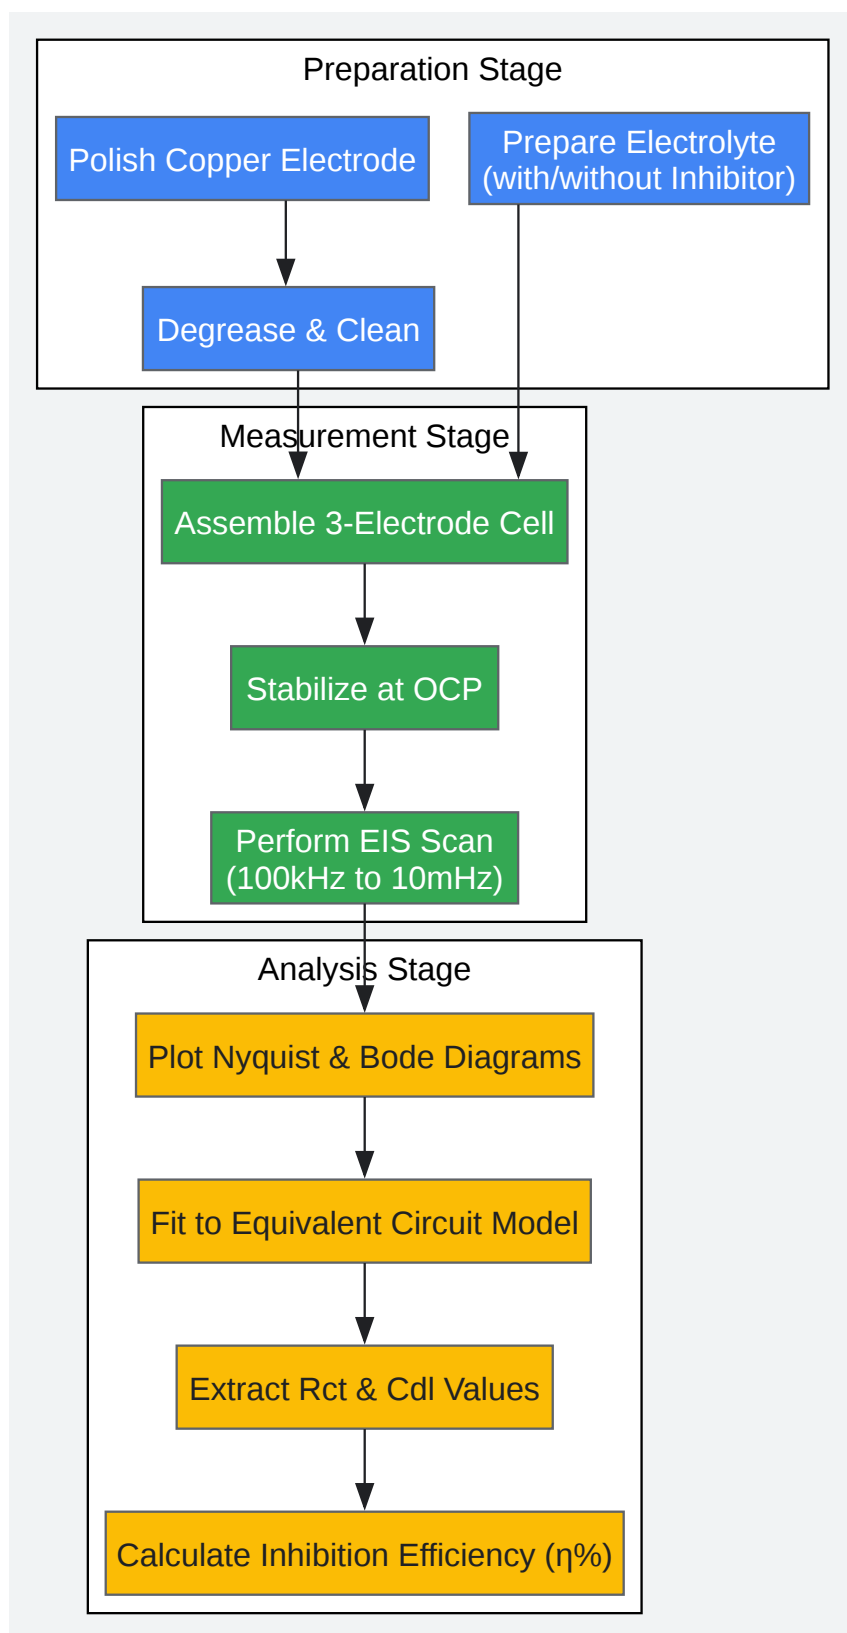 Preparation Stage
Polish Copper Electrode
Prepare Electrolyte
(with/without Inhibitor)
Degrease & Clean
Measurement Stage
Assemble 3-Electrode Cell
Stabilize at OCP
Perform EIS Scan
(100kHz to 10mHz)
Analysis Stage
Plot Nyquist & Bode Diagrams
Fit to Equivalent Circuit Model
Extract Rct & Cdl Values
Calculate Inhibition Efficiency (η%)